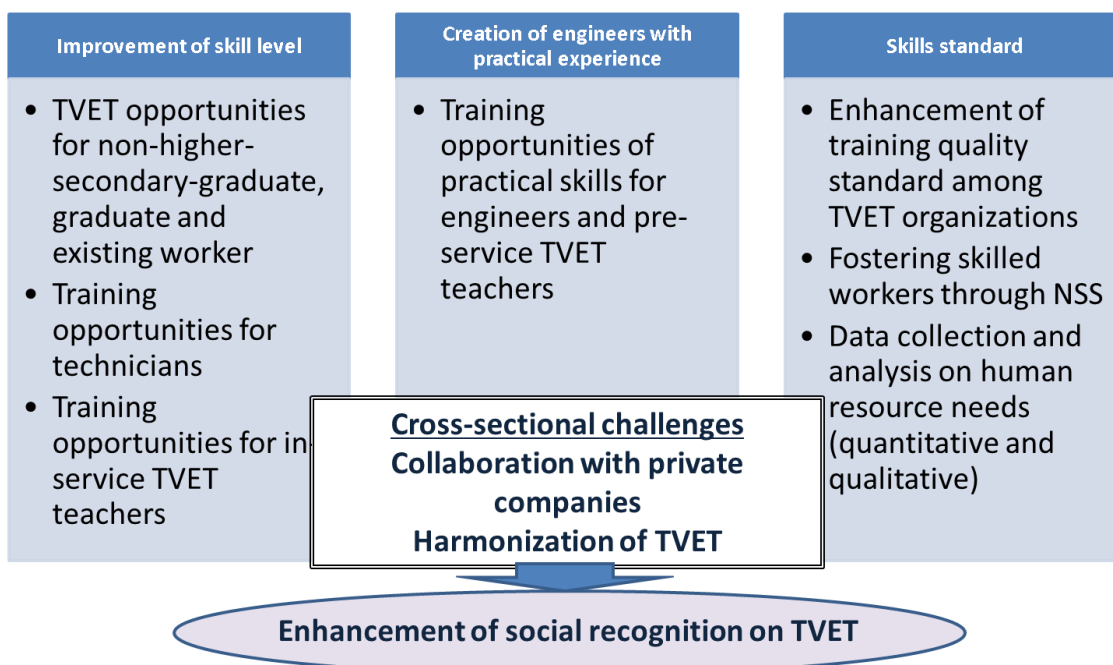 Improvement of skill level
• TVET opportunities
for non-higher-
secondary-graduate,
graduate and
existing worker
• Training
opportunities for
technicians
• Training
opportunities for in-
service TVET
teachers
Creation of engineers with
practical experience
• Training
opportunities of
practical skills for
engineers and pre-
service TVET
teachers
Skills standard
• Enhancement of
training quality
standard among
TVET organizations
• Fostering skilled
workers through NSS
• Data collection and
analysis on human
resource needs
(quantitative and
qualitative)
Cross-sectional challenges
Collaboration with private
companies
Harmonization of TVET
Enhancement of social recognition on TVET